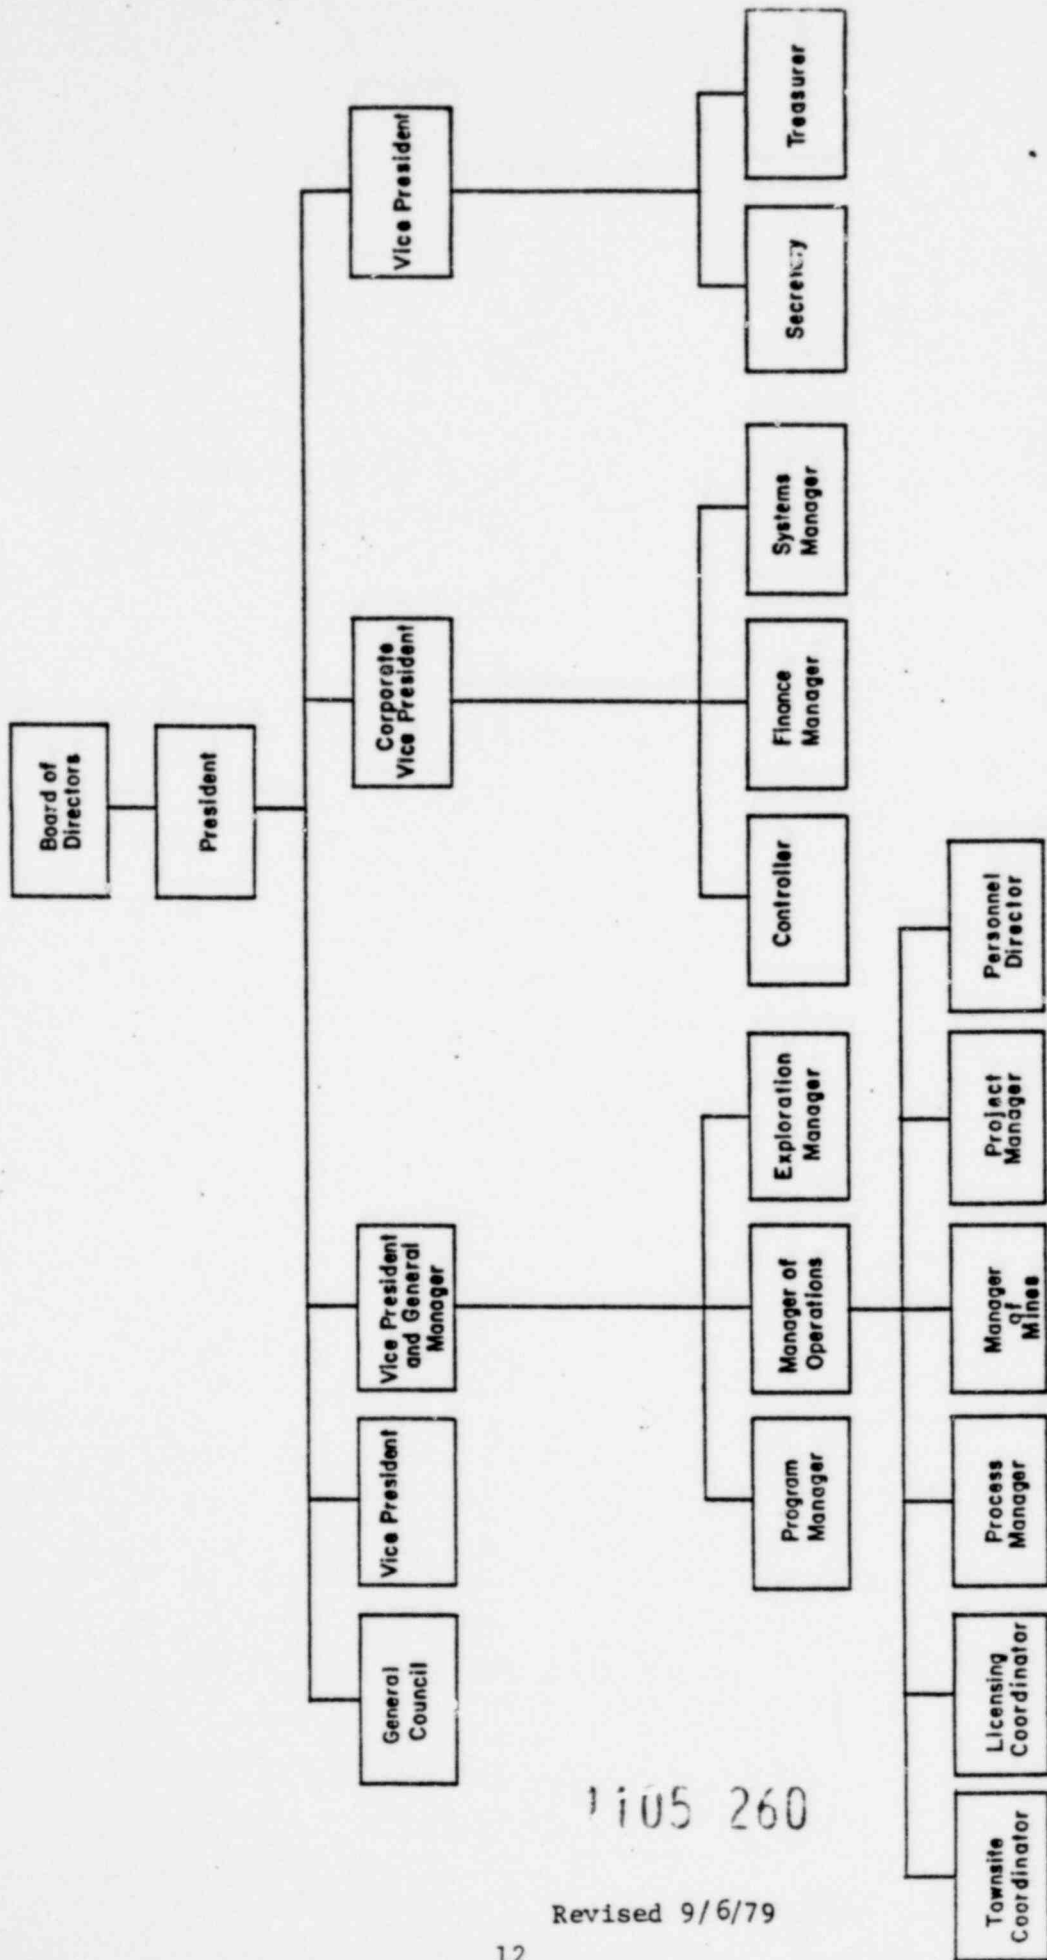 Board of
Directors
President
General
Council
Vice President
Vice President
and General
Manager
Corporate
Vice President
Vice President
Program
Manager
Manager of
Operations
Exploration
Manager
Controller
Finance
Manager
Systems
Manager
Secretary
Treasurer
Townsite
Coordinator
Licensing
Coordinator
Process
Manager
Manager
of
Mines
Project
Manager
Personnel
Director
1105 260
Revised 9/6/79
12